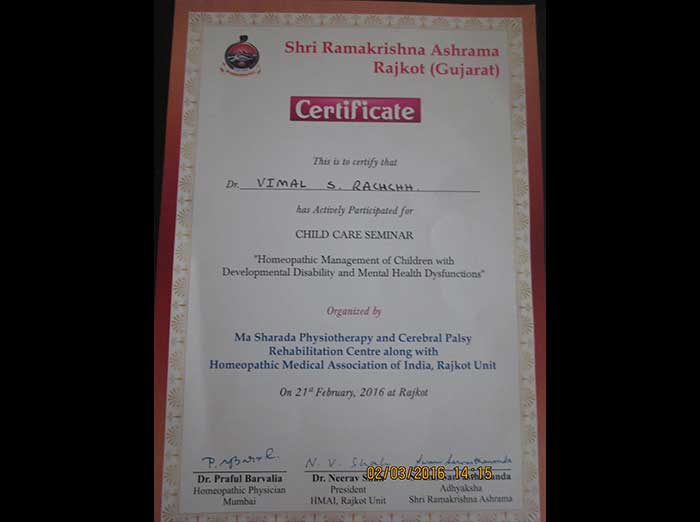 Shri Ramakrishna Ashrama
Rajkot (Gujarat)
Certificate
This is to certify that
Dr. VIMAL S. RACHCHH.
has Actively Participated for
CHILD CARE SEMINAR
"Homeopathic Management of Children with
Developmental Disability and Mental Health Dysfunctions"
Organized by
Ma Sharada Physiotherapy and Cerebral Palsy
Rehabilitation Centre along with
Homeopathic Medical Association of India, Rajkot Unit
On 21st February, 2016 at Rajkot
N. V. Shah
02/03/2016 14:15
Dr. Praful Barvalia Dr. Neerav
Homeopathic Physician President Adhyaksha
Mumbai HMAI, Rajkot Unit Shri Ramakrishna Ashrama